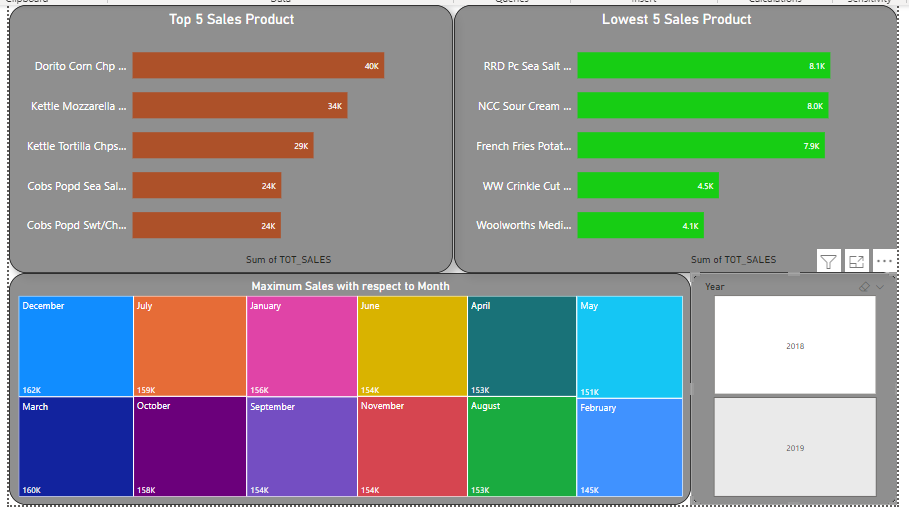 Clipboard
Data
Queries
Insert
Calculations
Sensitivity
Top 5 Sales Product
Dorito Corn Chp ...
40K
Kettle Mozzarella ...
34K
Kettle Tortilla Chps...
29K
Cobs Popd Sea Sal...
24K
Cobs Popd Swt/Ch...
24K
Sum of TOT_SALES
Lowest 5 Sales Product
RRD Pc Sea Salt ...
8.1K
NCC Sour Cream ...
8.0K
French Fries Potat...
7.9K
WW Crinkle Cut ...
4.5K
Woolworths Medi...
4.1K
Sum of TOT_SALES
Maximum Sales with respect to Month
December
162K
July
159K
January
156K
June
154K
April
153K
May
151K
March
160K
October
158K
September
154K
November
154K
August
153K
February
145K
Year
2018
2019